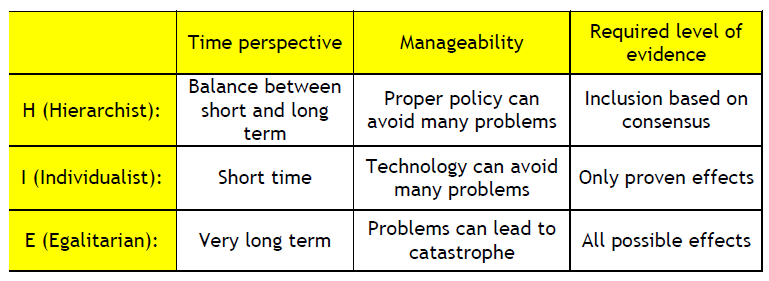 Time perspective
Manageability
Required level of
evidence
H (Hierarchist):
Balance between
short and long
term
Proper policy can
avoid many problems
Inclusion based on
consensus
I (Individualist):
Short time
Technology can avoid
many problems
Only proven effects
E (Egalitarian):
Very long term
Problems can lead to
catastrophe
All possible effects